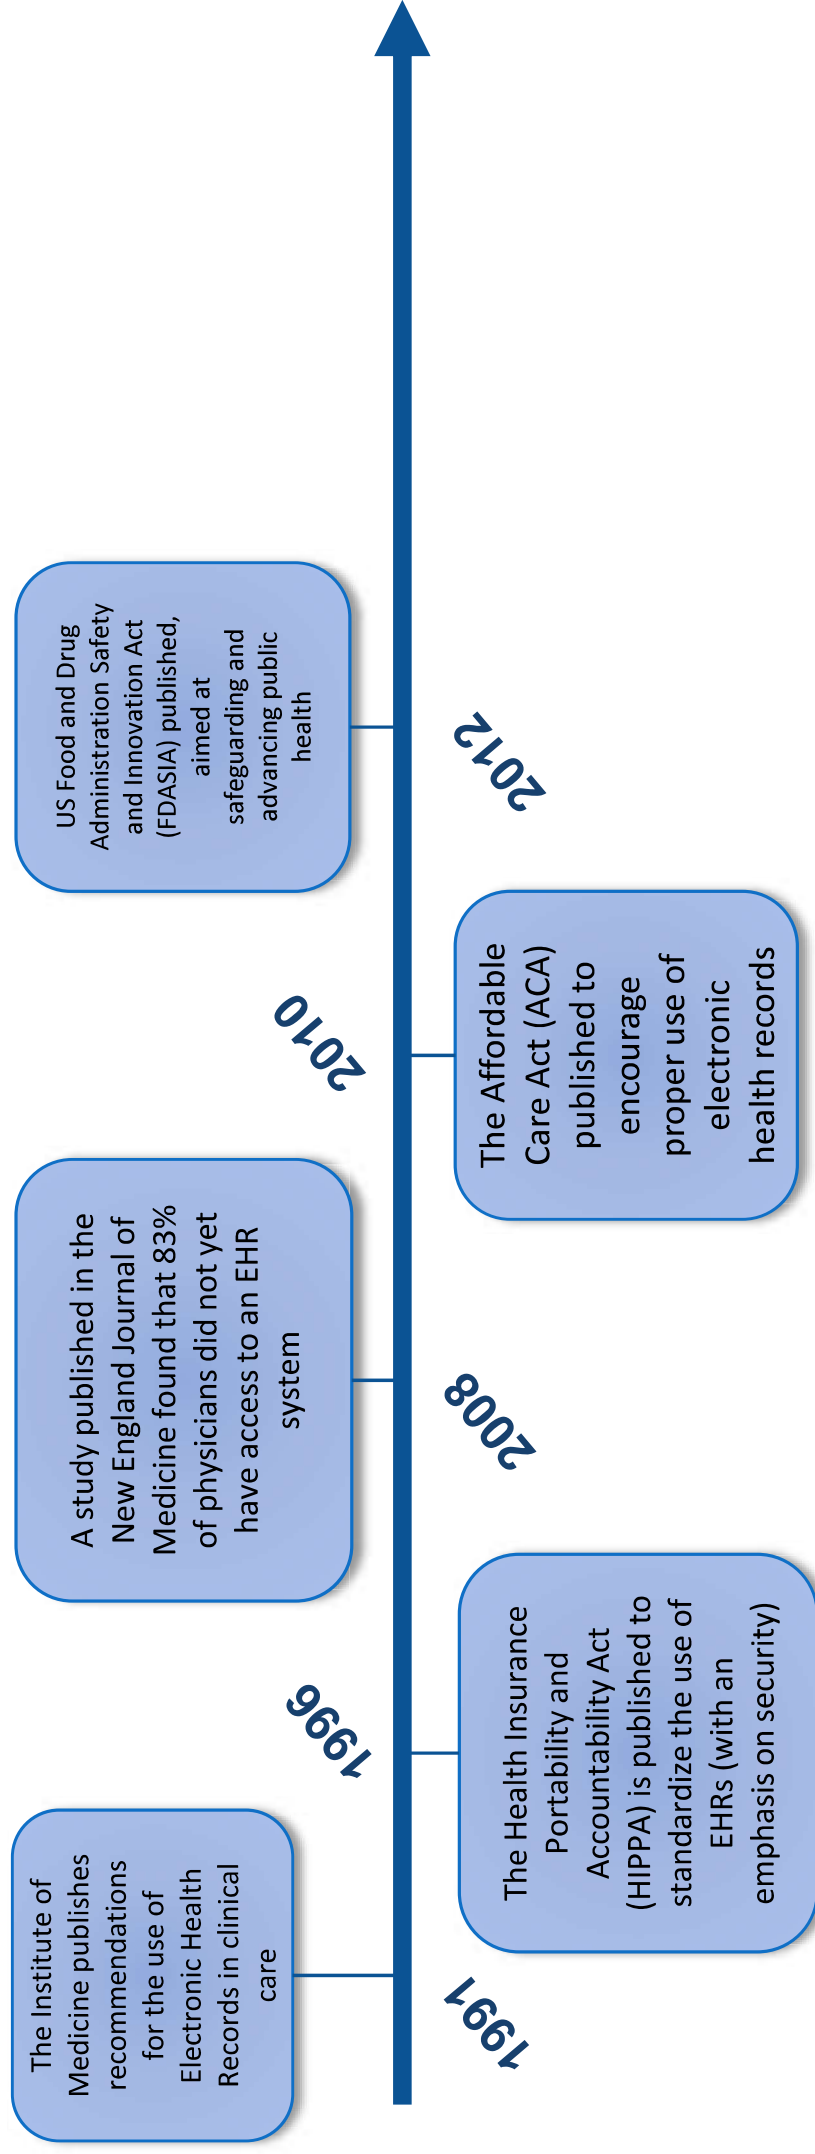 The Institute of
Medicine publishes
recommendations
for the use of
Electronic Health
Records in clinical
care
1991
1996
The Health Insurance
Portability and
Accountability Act
(HIPPA) is published to
standardize the use of
EHRs (with an
emphasis on security)
A study published in the
New England Journal of
Medicine found that 83%
of physicians did not yet
have access to an EHR
system
2008
2010
The Affordable
Care Act (ACA)
published to
encourage
proper use of
electronic
health records
US Food and Drug
Administration Safety
and Innovation Act
(FDASIA) published,
aimed at
safeguarding and
advancing public
health
2012